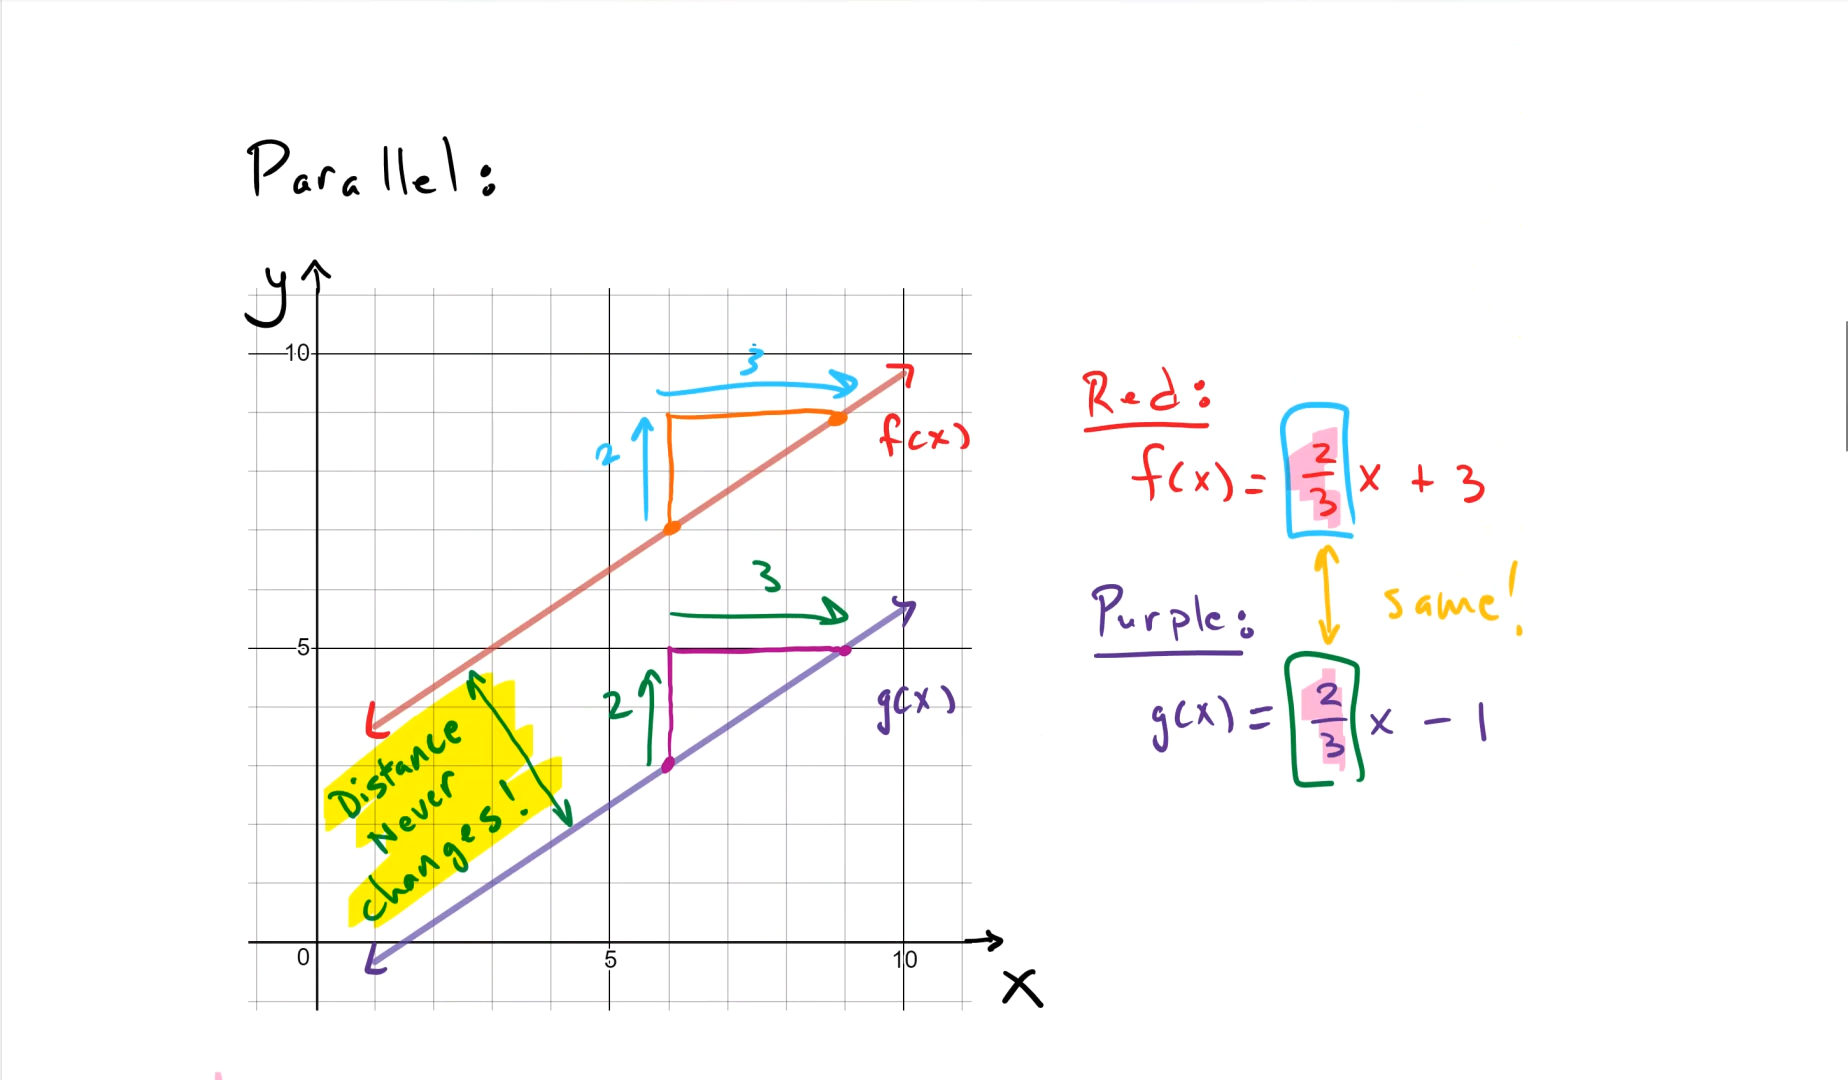 Parallel:
y
10
3
f(x)
2
3
5
2
g(x)
Distance
Never
changes!
0
5
10
x
Red:
f(x) = 2/3 x + 3
same!
Purple:
g(x) = 2/3 x - 1